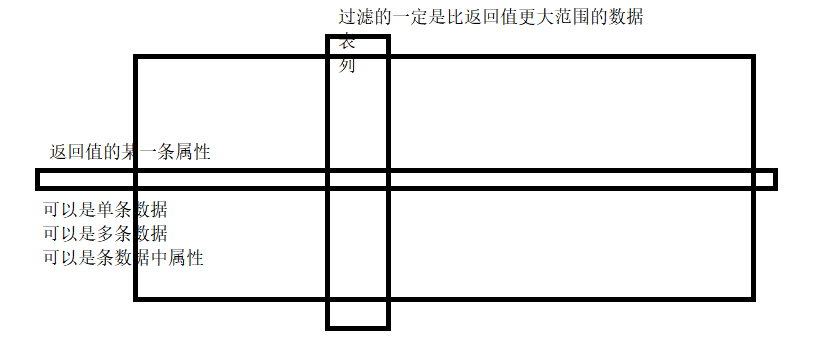 过滤的一定是比返回值更大范围的数据
表
列
返回值的某一条属性
可以是单条数据
可以是多条数据
可以是条数据中属性